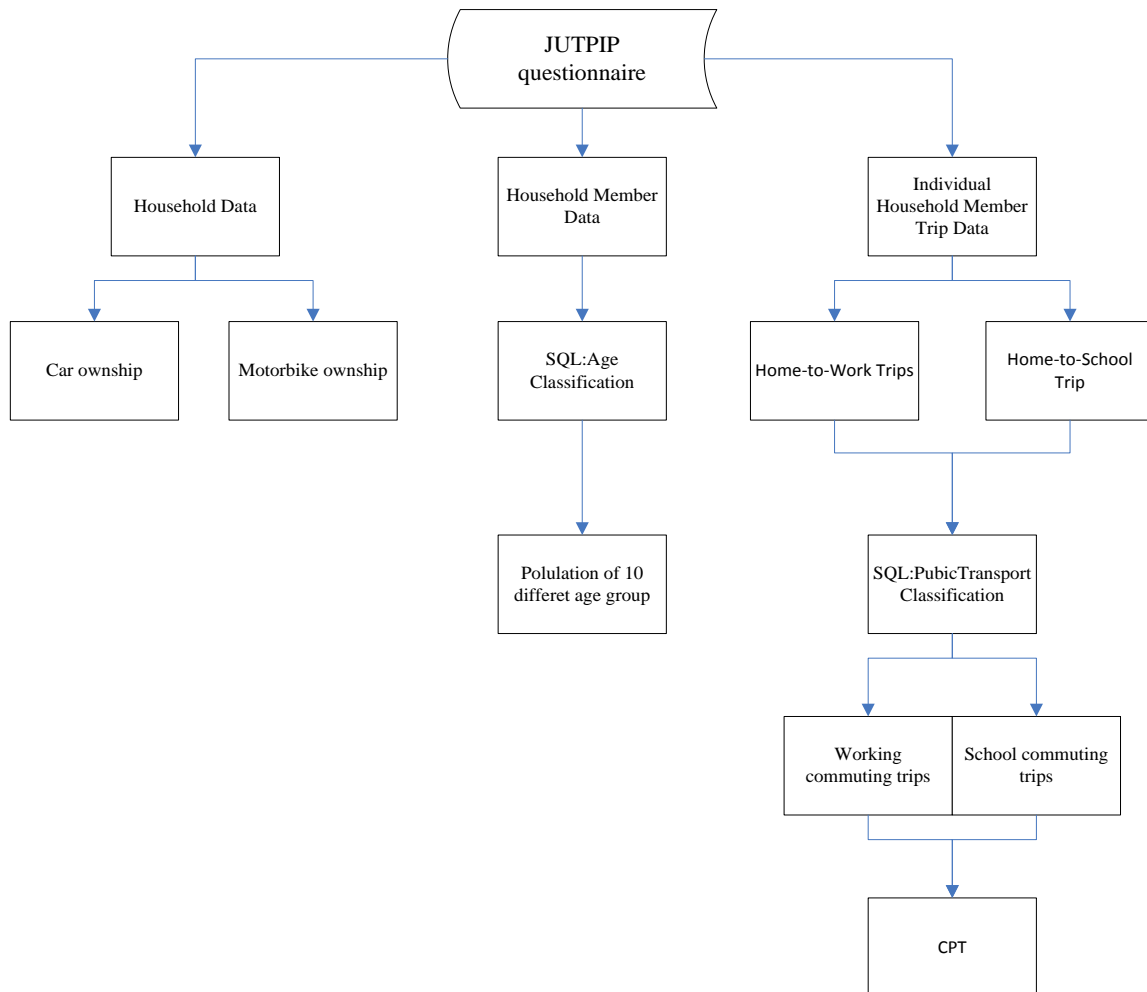 JUTPIP
questionnaire
Household Data
Household Member
Data
Individual
Household Member
Trip Data
Car ownship
Motorbike ownship
SQL:Age
Classification
Home-to-Work Trips
Home-to-School
Trip
Polulation of 10
differet age group
SQL:PubicTransport
Classification
Working
commuting trips
School commuting
trips
CPT